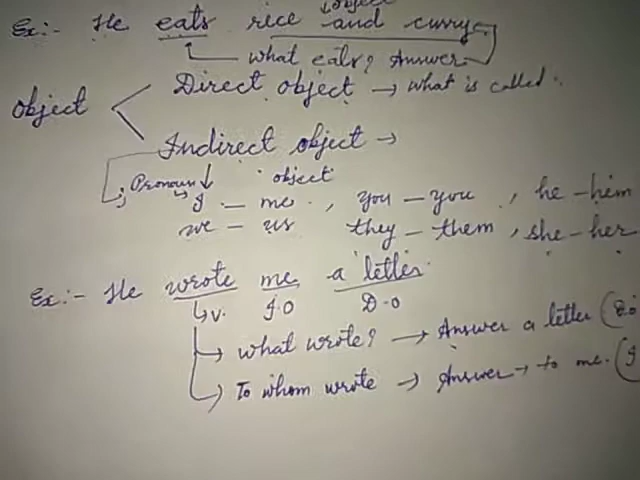 object
Ex:- He eats rice and curry
what eats? Answer
Object
Direct object → what is called.
Indirect object →
Pronoun object
I - me , you - you , he - him
we - us they - them , she - her
Ex:- He wrote me a letter
v. I.O D.O
what wrote? → Answer a letter (D.O
To whom wrote → Answer → to me. (I